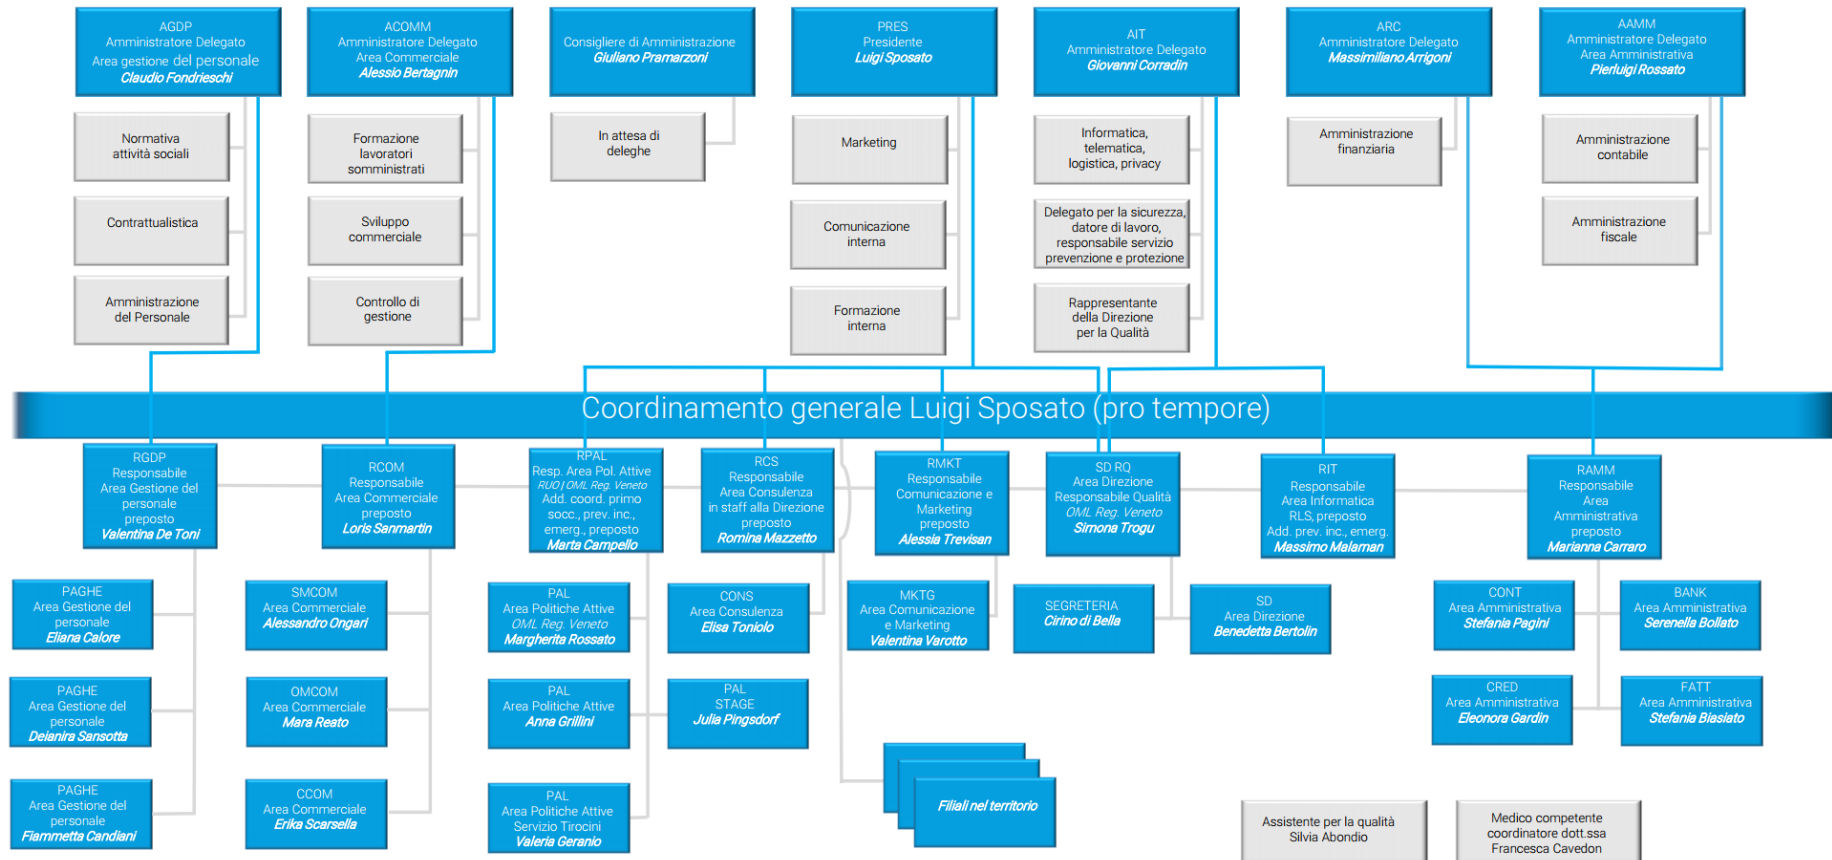 AGDP
Amministratore Delegato
Area gestione del personale
Claudio Fondrieschi
ACOMM
Amministratore Delegato
Area Commerciale
Alessio Bertagnin
Consigliere di Amministrazione
Giuliano Pramarzoni
PRES
Presidente
Luigi Sposato
AIT
Amministratore Delegato
Giovanni Corradin
ARC
Amministratore Delegato
Massimiliano Arrigoni
AAMM
Amministratore Delegato
Area Amministrativa
Pierluigi Rossato
Normativa
attività sociali
Contrattualistica
Amministrazione
del Personale
Formazione
lavoratori
somministrati
Sviluppo
commerciale
Controllo di
gestione
In attesa di
deleghe
Marketing
Comunicazione
interna
Formazione
interna
Informatica,
telematica,
logistica, privacy
Delegato per la sicurezza,
datore di lavoro,
responsabile servizio
prevenzione e protezione
Rappresentante
della Direzione
per la Qualità
Amministrazione
finanziaria
Amministrazione
contabile
Amministrazione
fiscale
Coordinamento generale Luigi Sposato (pro tempore)
RGDP
Responsabile
Area Gestione del
personale
preposto
Valentina De Toni
RCOM
Responsabile
Area Commerciale
preposto
Loris Sanmartin
RPAL
Resp. Area Pol. Attive
RUO | OML Reg. Veneto
Add. coord. primo
socc., prev. inc.,
emerg., preposto
Marta Campello
RCS
Responsabile
Area Consulenza
in staff alla Direzione
preposto
Romina Mazzetto
RMKT
Responsabile
Comunicazione e
Marketing
preposto
Alessia Trevisan
SD RQ
Area Direzione
Responsabile Qualità
OML Reg. Veneto
Simona Trogu
RIT
Responsabile
Area Informatica
RLS, preposto
Add. prev. inc., emerg.
Massimo Malaman
RAMM
Responsabile
Area
Amministrativa
preposto
Marianna Carraro
PAGHE
Area Gestione del
personale
Eliana Calore
PAGHE
Area Gestione del
personale
Deianira Sansotta
PAGHE
Area Gestione del
personale
Fiammetta Candiani
SMCOM
Area Commerciale
Alessandro Ongari
OMCOM
Area Commerciale
Mara Reato
CCOM
Area Commerciale
Erika Scarsella
PAL
Area Politiche Attive
OML Reg. Veneto
Margherita Rossato
PAL
Area Politiche Attive
Anna Grillini
PAL
Area Politiche Attive
Servizio Tirocini
Valeria Geranio
CONS
Area Consulenza
Elisa Toniolo
PAL
STAGE
Julia Pingsdorf
MKTG
Area Comunicazione
e Marketing
Valentina Varotto
SEGRETERIA
Cirino di Bella
SD
Area Direzione
Benedetta Bertolin
CONT
Area Amministrativa
Stefania Pagini
BANK
Area Amministrativa
Serenella Bollato
CRED
Area Amministrativa
Eleonora Gardin
FATT
Area Amministrativa
Stefania Biasiato
Filiali nel territorio
Assistente per la qualità
Silvia Abondio
Medico competente
coordinatore dott.ssa
Francesca Cavedon